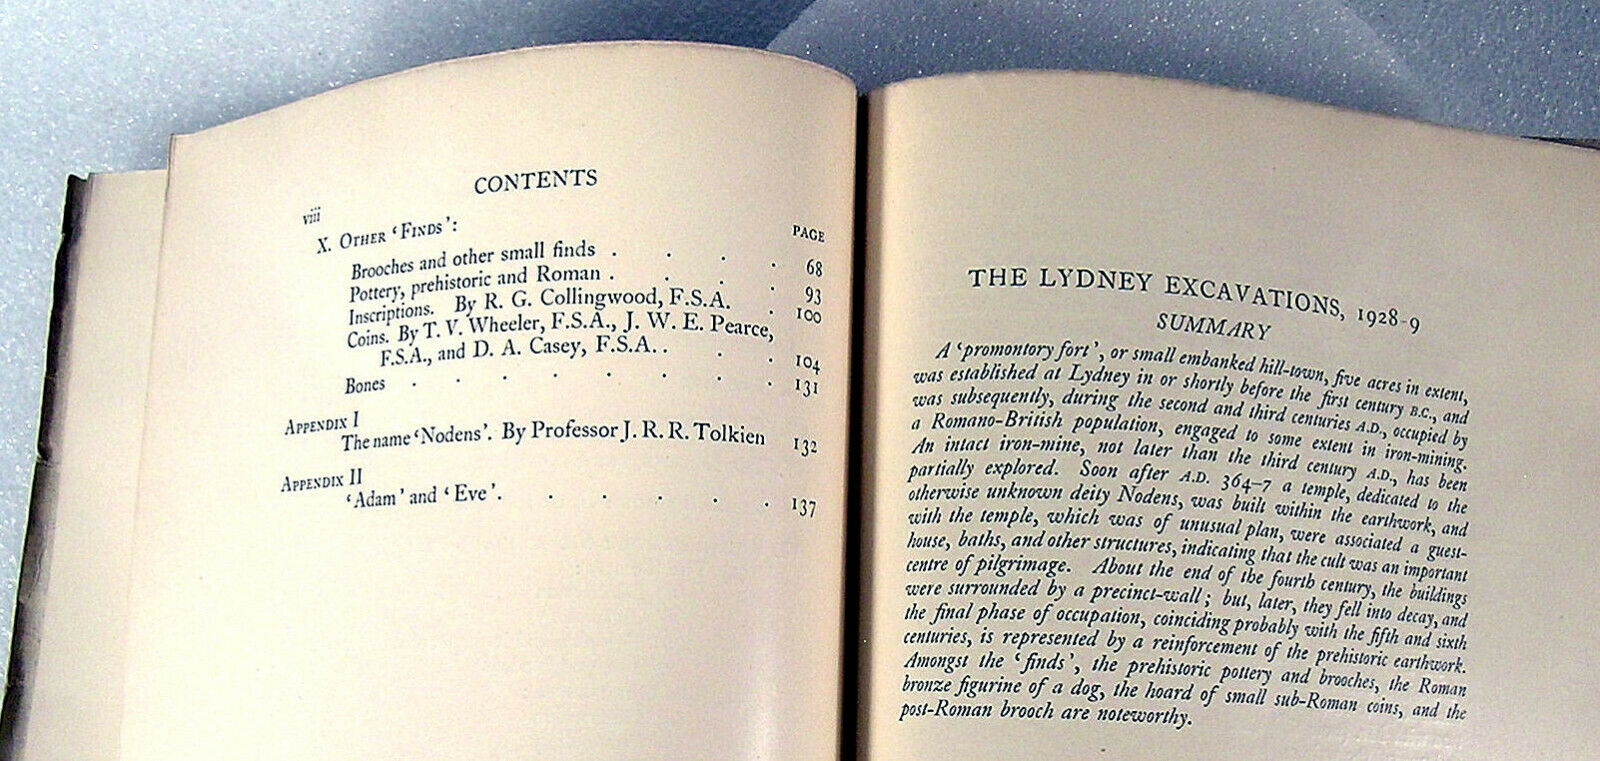 CONTENTS
viii
PAGE
X. OTHER ‘FINDS’:
Brooches and other small finds . . . . 68
Pottery, prehistoric and Roman . . . . 93
Inscriptions. By R. G. Collingwood, F.S.A. . 100
Coins. By T. V. Wheeler, F.S.A., J. W. E. Pearce,
F.S.A., and D. A. Casey, F.S.A. . . . . 104
Bones . . . . . . . . 131
APPENDIX I
The name ‘Nodens’. By Professor J. R. R. Tolkien 132
APPENDIX II
‘Adam’ and ‘Eve’. . . . . . 137
THE LYDNEY EXCAVATIONS, 1928-9
SUMMARY
A ‘promontory fort’, or small embanked hill-town, five acres in extent,
was established at Lydney in or shortly before the first century B.C., and
was subsequently, during the second and third centuries A.D., occupied by
a Romano-British population, engaged to some extent in iron-mining.
An intact iron-mine, not later than the third century A.D., has been
partially explored. Soon after A.D. 364-7 a temple, dedicated to the
otherwise unknown deity Nodens, was built within the earthwork, and
with the temple, which was of unusual plan, were associated a guest-
house, baths, and other structures, indicating that the cult was an important
centre of pilgrimage. About the end of the fourth century, the buildings
were surrounded by a precinct-wall; but, later, they fell into decay, and
the final phase of occupation, coinciding probably with the fifth and sixth
centuries, is represented by a reinforcement of the prehistoric earthwork.
Amongst the ‘finds’, the prehistoric pottery and brooches, the Roman
bronze figurine of a dog, the hoard of small sub-Roman coins, and the
post-Roman brooch are noteworthy.